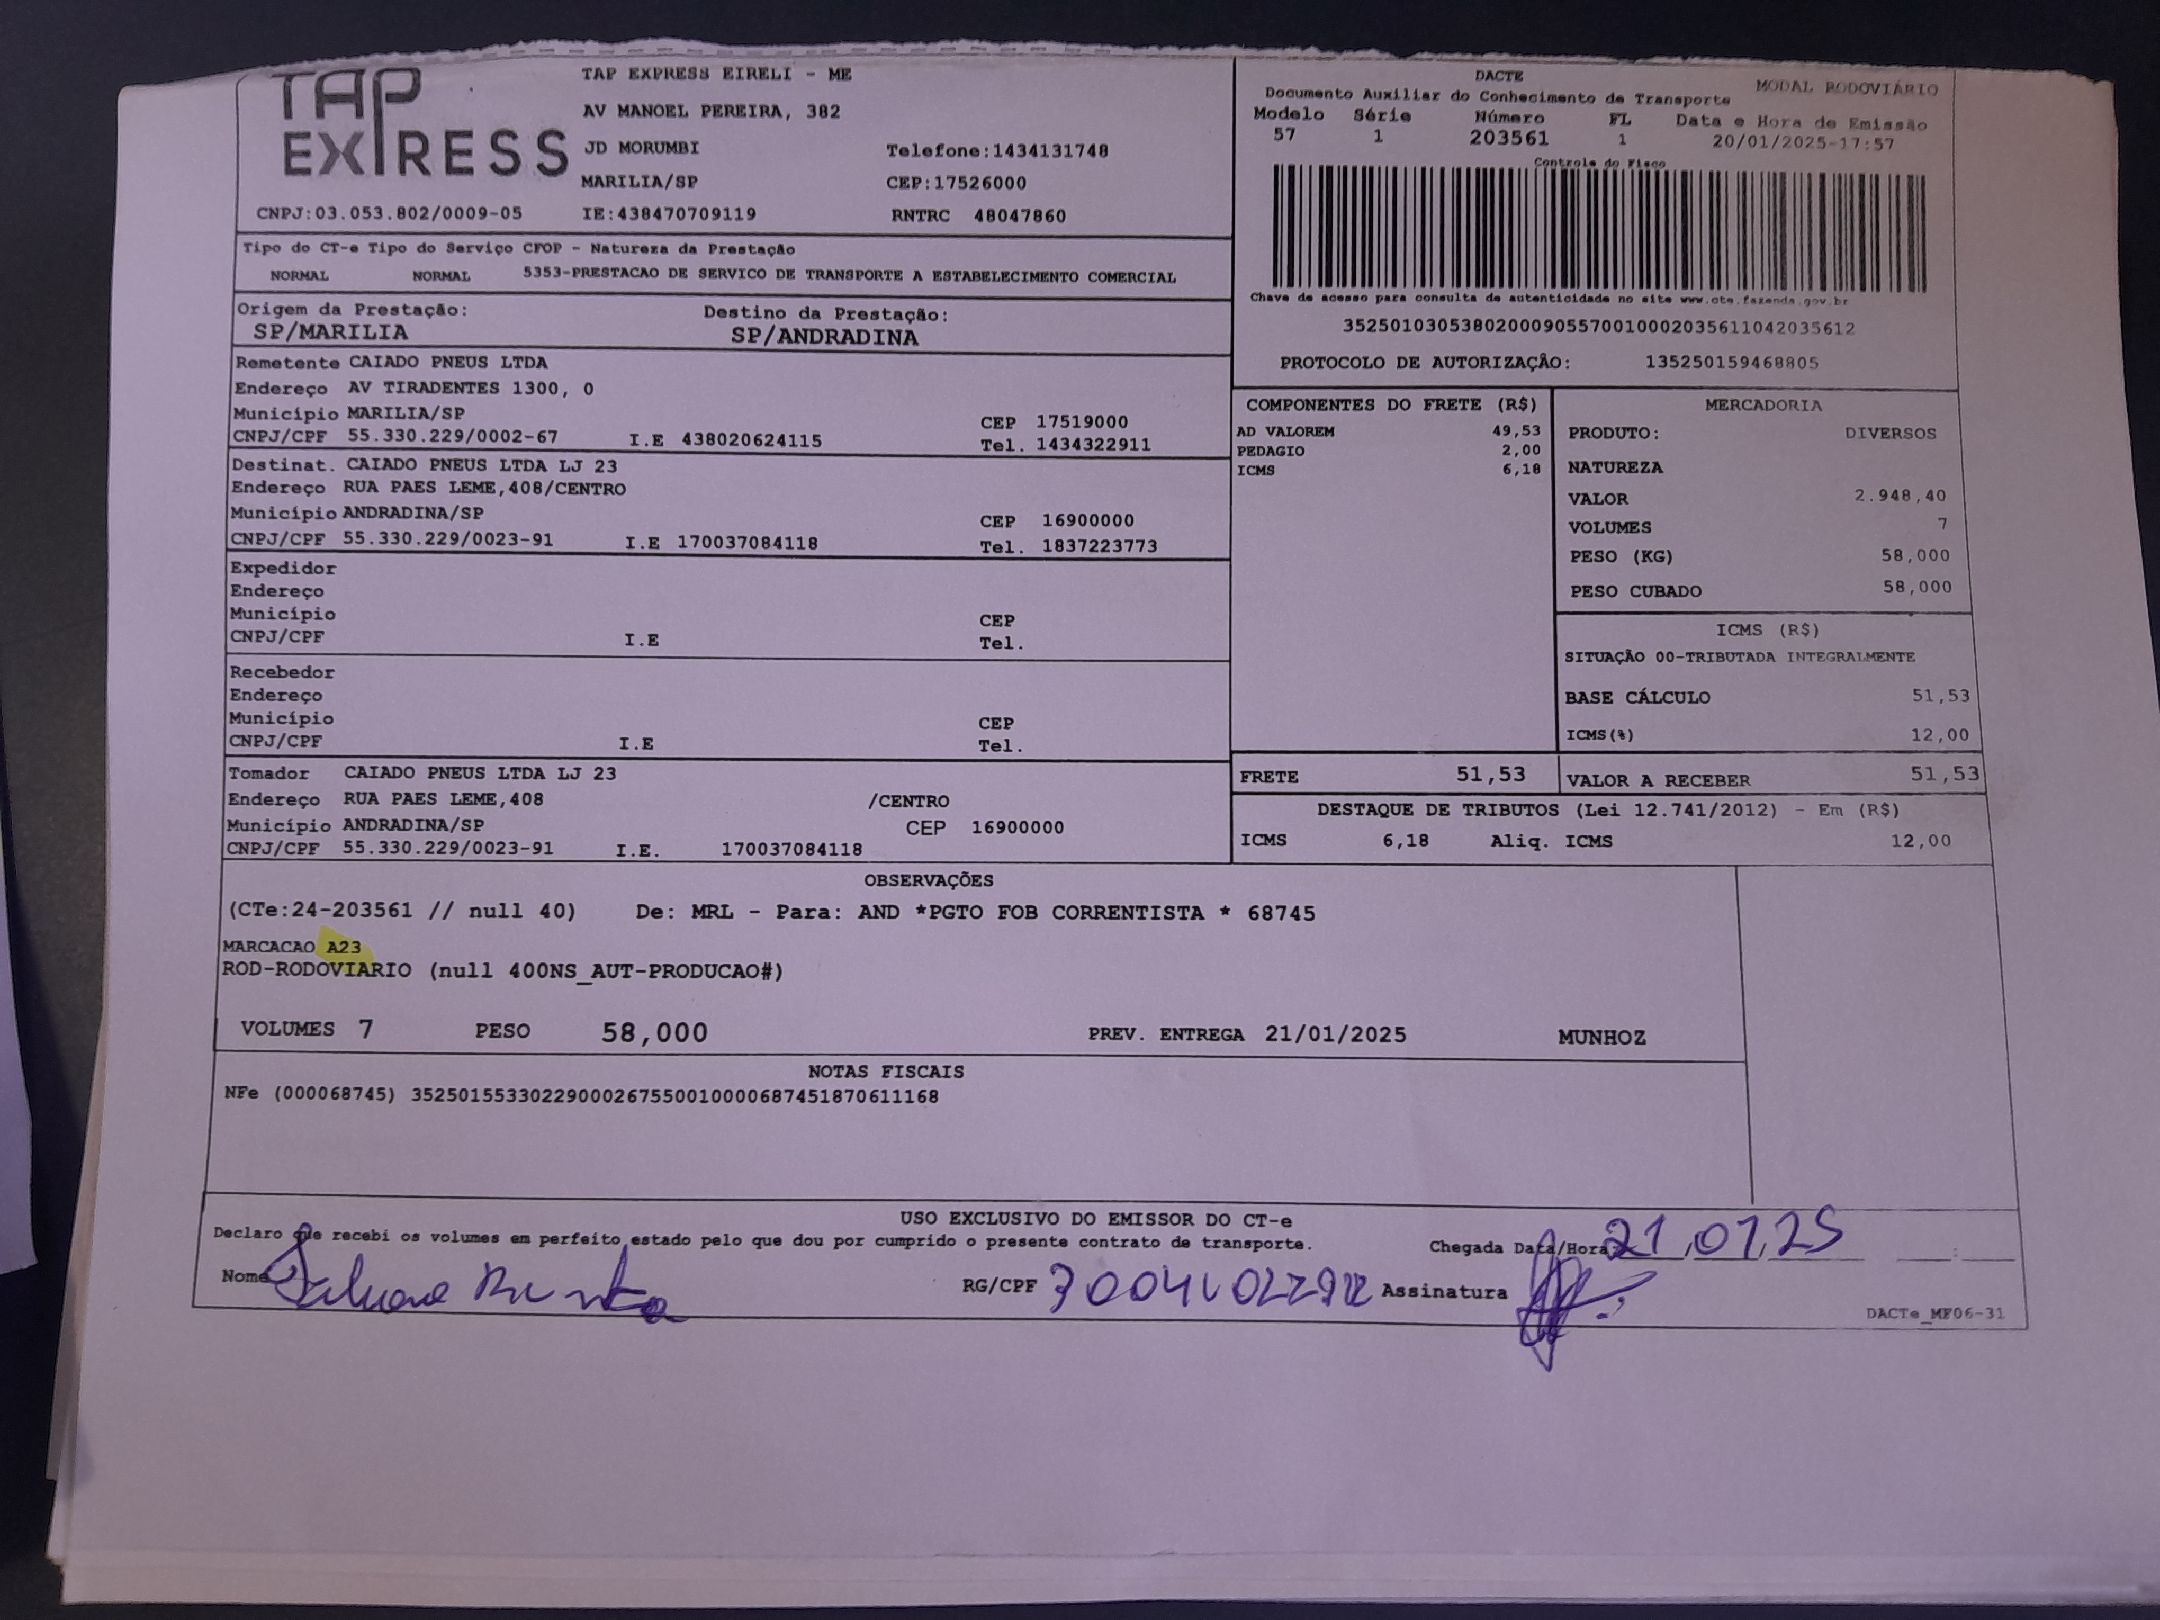 TAP EXPRESS
TAP EXPRESS EIRELI - ME
AV MANOEL PEREIRA, 382
JD MORUMBI Telefone:1434131748
MARILIA/SP CEP:17526000
CNPJ:03.053.802/0009-05 IE:438470709119 RNTRC 48047860
DACTE MODAL RODOVIÁRIO
Documento Auxiliar do Conhecimento de Transporte
Modelo Série Número FL Data e Hora de Emissão
57 1 203561 1 20/01/2025-17:57
Controle do Fisco
Chave de acesso para consulta de autenticidade no site www.cte.fazenda.gov.br
35250103053802000905570010002035611042035612
PROTOCOLO DE AUTORIZAÇÃO: 135250159468805
Tipo do CT-e Tipo do Serviço CFOP - Natureza da Prestação
NORMAL NORMAL 5353-PRESTACAO DE SERVICO DE TRANSPORTE A ESTABELECIMENTO COMERCIAL
Origem da Prestação: Destino da Prestação:
SP/MARILIA SP/ANDRADINA
Remetente CAIADO PNEUS LTDA
Endereço AV TIRADENTES 1300, 0
Município MARILIA/SP CEP 17519000
CNPJ/CPF 55.330.229/0002-67 I.E 438020624115 Tel. 1434322911
Destinat. CAIADO PNEUS LTDA LJ 23
Endereço RUA PAES LEME,408/CENTRO
Município ANDRADINA/SP CEP 16900000
CNPJ/CPF 55.330.229/0023-91 I.E 170037084118 Tel. 1837223773
Expedidor
Endereço
Município CEP
CNPJ/CPF I.E Tel.
Recebedor
Endereço
Município CEP
CNPJ/CPF I.E Tel.
Tomador CAIADO PNEUS LTDA LJ 23
Endereço RUA PAES LEME,408 /CENTRO
Município ANDRADINA/SP CEP 16900000
CNPJ/CPF 55.330.229/0023-91 I.E. 170037084118
COMPONENTES DO FRETE (R$)
AD VALOREM 49,53
PEDAGIO 2,00
ICMS 6,18
MERCADORIA
PRODUTO: DIVERSOS
NATUREZA
VALOR 2.948,40
VOLUMES 7
PESO (KG) 58,000
PESO CUBADO 58,000
ICMS (R$)
SITUAÇÃO 00-TRIBUTADA INTEGRALMENTE
BASE CÁLCULO 51,53
ICMS(%) 12,00
FRETE 51,53 VALOR A RECEBER 51,53
DESTAQUE DE TRIBUTOS (Lei 12.741/2012) - Em (R$)
ICMS 6,18 Aliq. ICMS 12,00
OBSERVAÇÕES
(CTe:24-203561 // null 40) De: MRL - Para: AND *PGTO FOB CORRENTISTA * 68745
MARCACAO A23
ROD-RODOVIARIO (null 400NS_AUT-PRODUCAO#)
VOLUMES 7 PESO 58,000 PREV. ENTREGA 21/01/2025 MUNHOZ
NOTAS FISCAIS
NFe (000068745) 35250155330229000267550010000687451870611168
USO EXCLUSIVO DO EMISSOR DO CT-e
Declaro que recebi os volumes em perfeito estado pelo que dou por cumprido o presente contrato de transporte.
Chegada Data/Hora 21,01,25
Nome RG/CPF Assinatura
DACTe_MF06-31